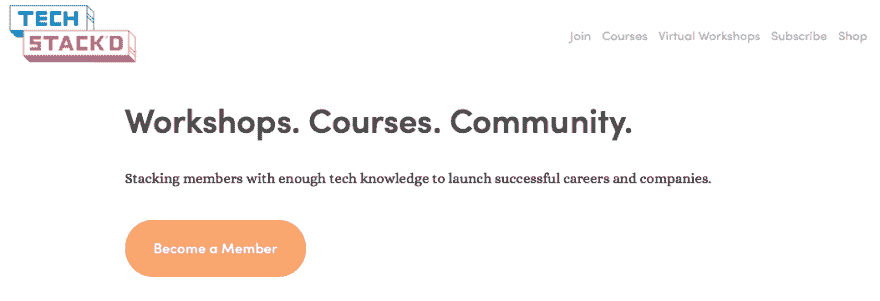 TECH
STACK'D
Join Courses Virtual Workshops Subscribe Shop
Workshops. Courses. Community.
Stacking members with enough tech knowledge to launch successful careers and companies.
Become a Member